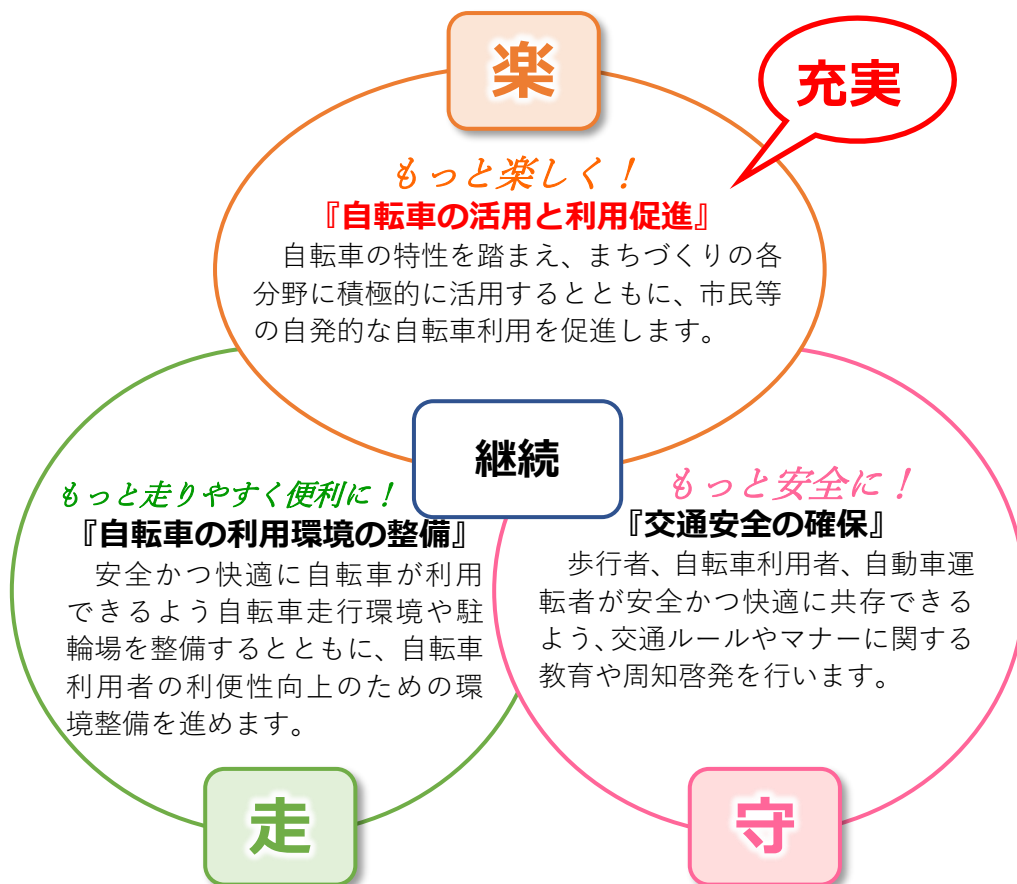 楽
充実
もっと楽しく！
『自転車の活用と利用促進』
自転車の特性を踏まえ、まちづくりの各
分野に積極的に活用するとともに、市民等
の自発的な自転車利用を促進します。
継続
もっと走りやすく便利に！
『自転車の利用環境の整備』
安全かつ快適に自転車が利用
できるよう自転車走行環境や駐
輪場を整備するとともに、自転車
利用者の利便性向上のための環
境整備を進めます。
走
もっと安全に！
『交通安全の確保』
歩行者、自転車利用者、自動車運
転者が安全かつ快適に共存できる
よう、交通ルールやマナーに関する
教育や周知啓発を行います。
守